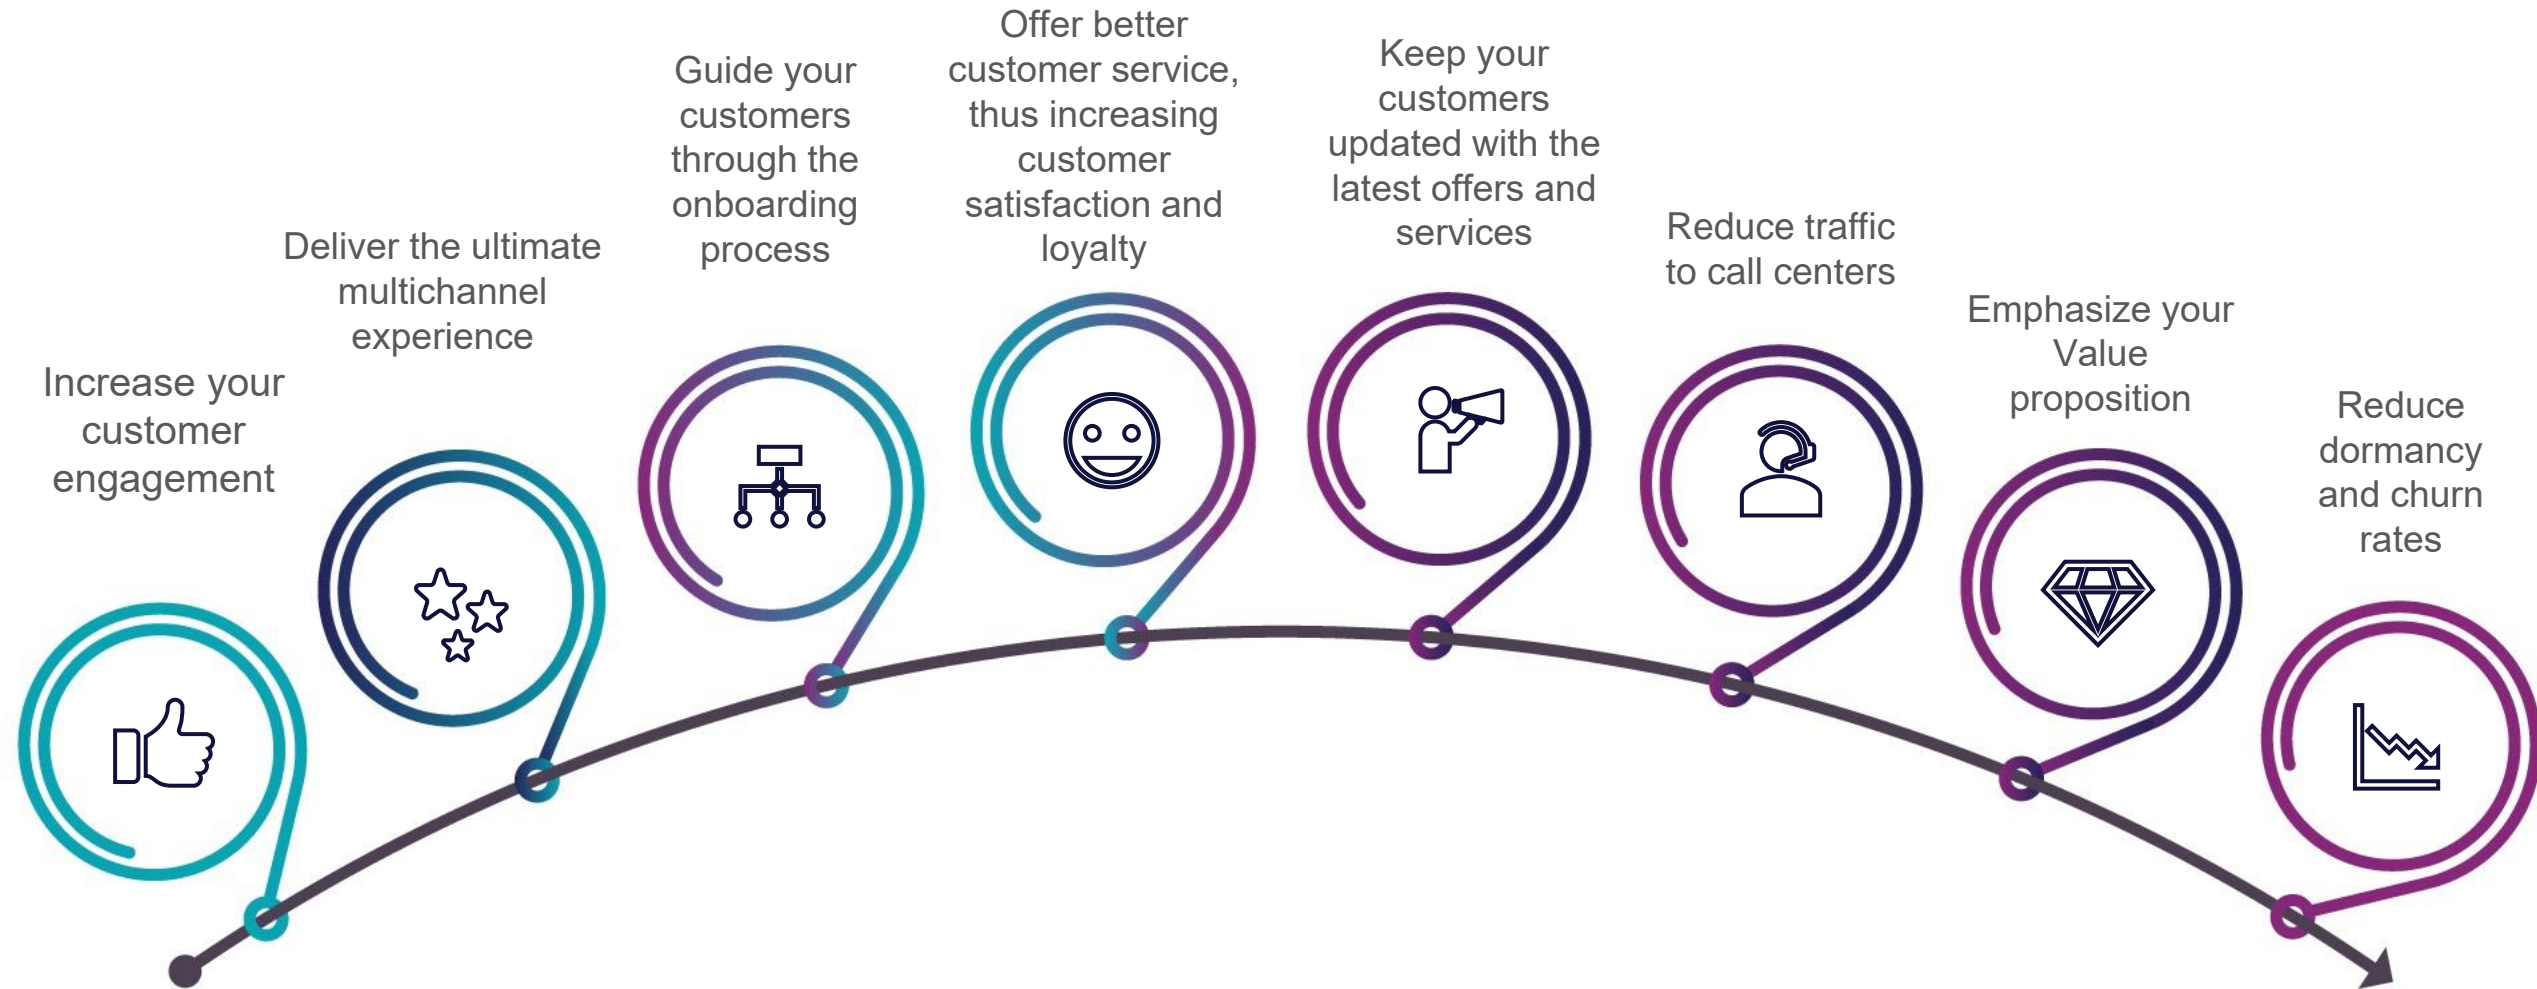 Increase your
customer
engagement
Deliver the ultimate
multichannel
experience
Guide your
customers
through the
onboarding
process
Offer better
customer service,
thus increasing
customer
satisfaction and
loyalty
Keep your
customers
updated with the
latest offers and
services
Reduce traffic
to call centers
Emphasize your
Value
proposition
Reduce
dormancy
and churn
rates